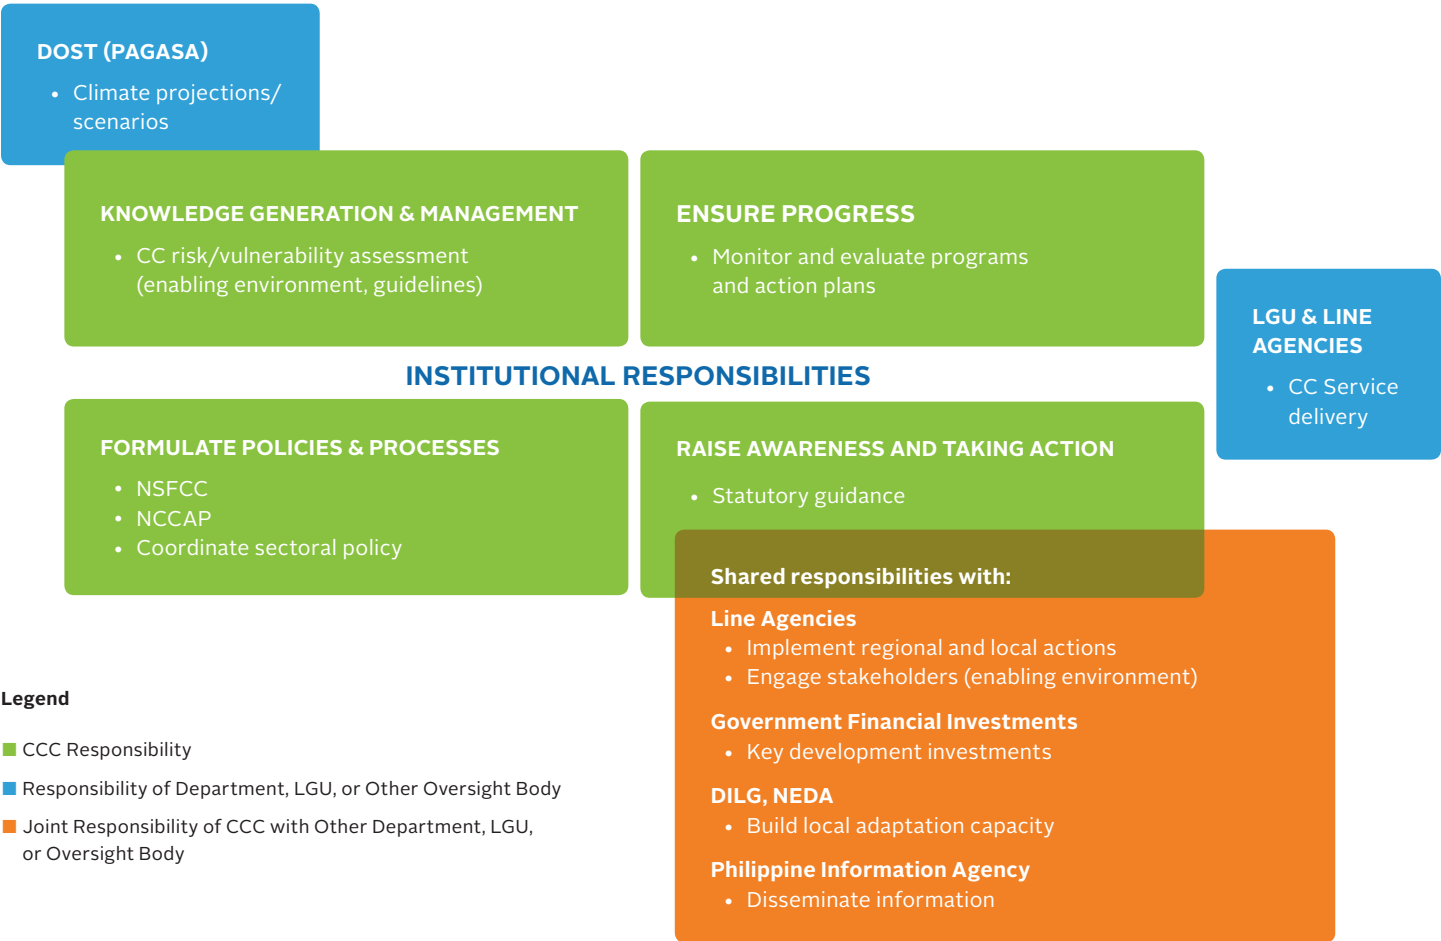 DOST (PAGASA)
• Climate projections/
scenarios
KNOWLEDGE GENERATION & MANAGEMENT
• CC risk/vulnerability assessment
(enabling environment, guidelines)
ENSURE PROGRESS
• Monitor and evaluate programs
and action plans
LGU & LINE
AGENCIES
• CC Service
delivery
INSTITUTIONAL RESPONSIBILITIES
FORMULATE POLICIES & PROCESSES
• NSFCC
• NCCAP
• Coordinate sectoral policy
RAISE AWARENESS AND TAKING ACTION
• Statutory guidance
Shared responsibilities with:
Line Agencies
• Implement regional and local actions
• Engage stakeholders (enabling environment)
Government Financial Investments
• Key development investments
DILG, NEDA
• Build local adaptation capacity
Philippine Information Agency
• Disseminate information
Legend
CCC Responsibility
Responsibility of Department, LGU, or Other Oversight Body
Joint Responsibility of CCC with Other Department, LGU,
or Oversight Body